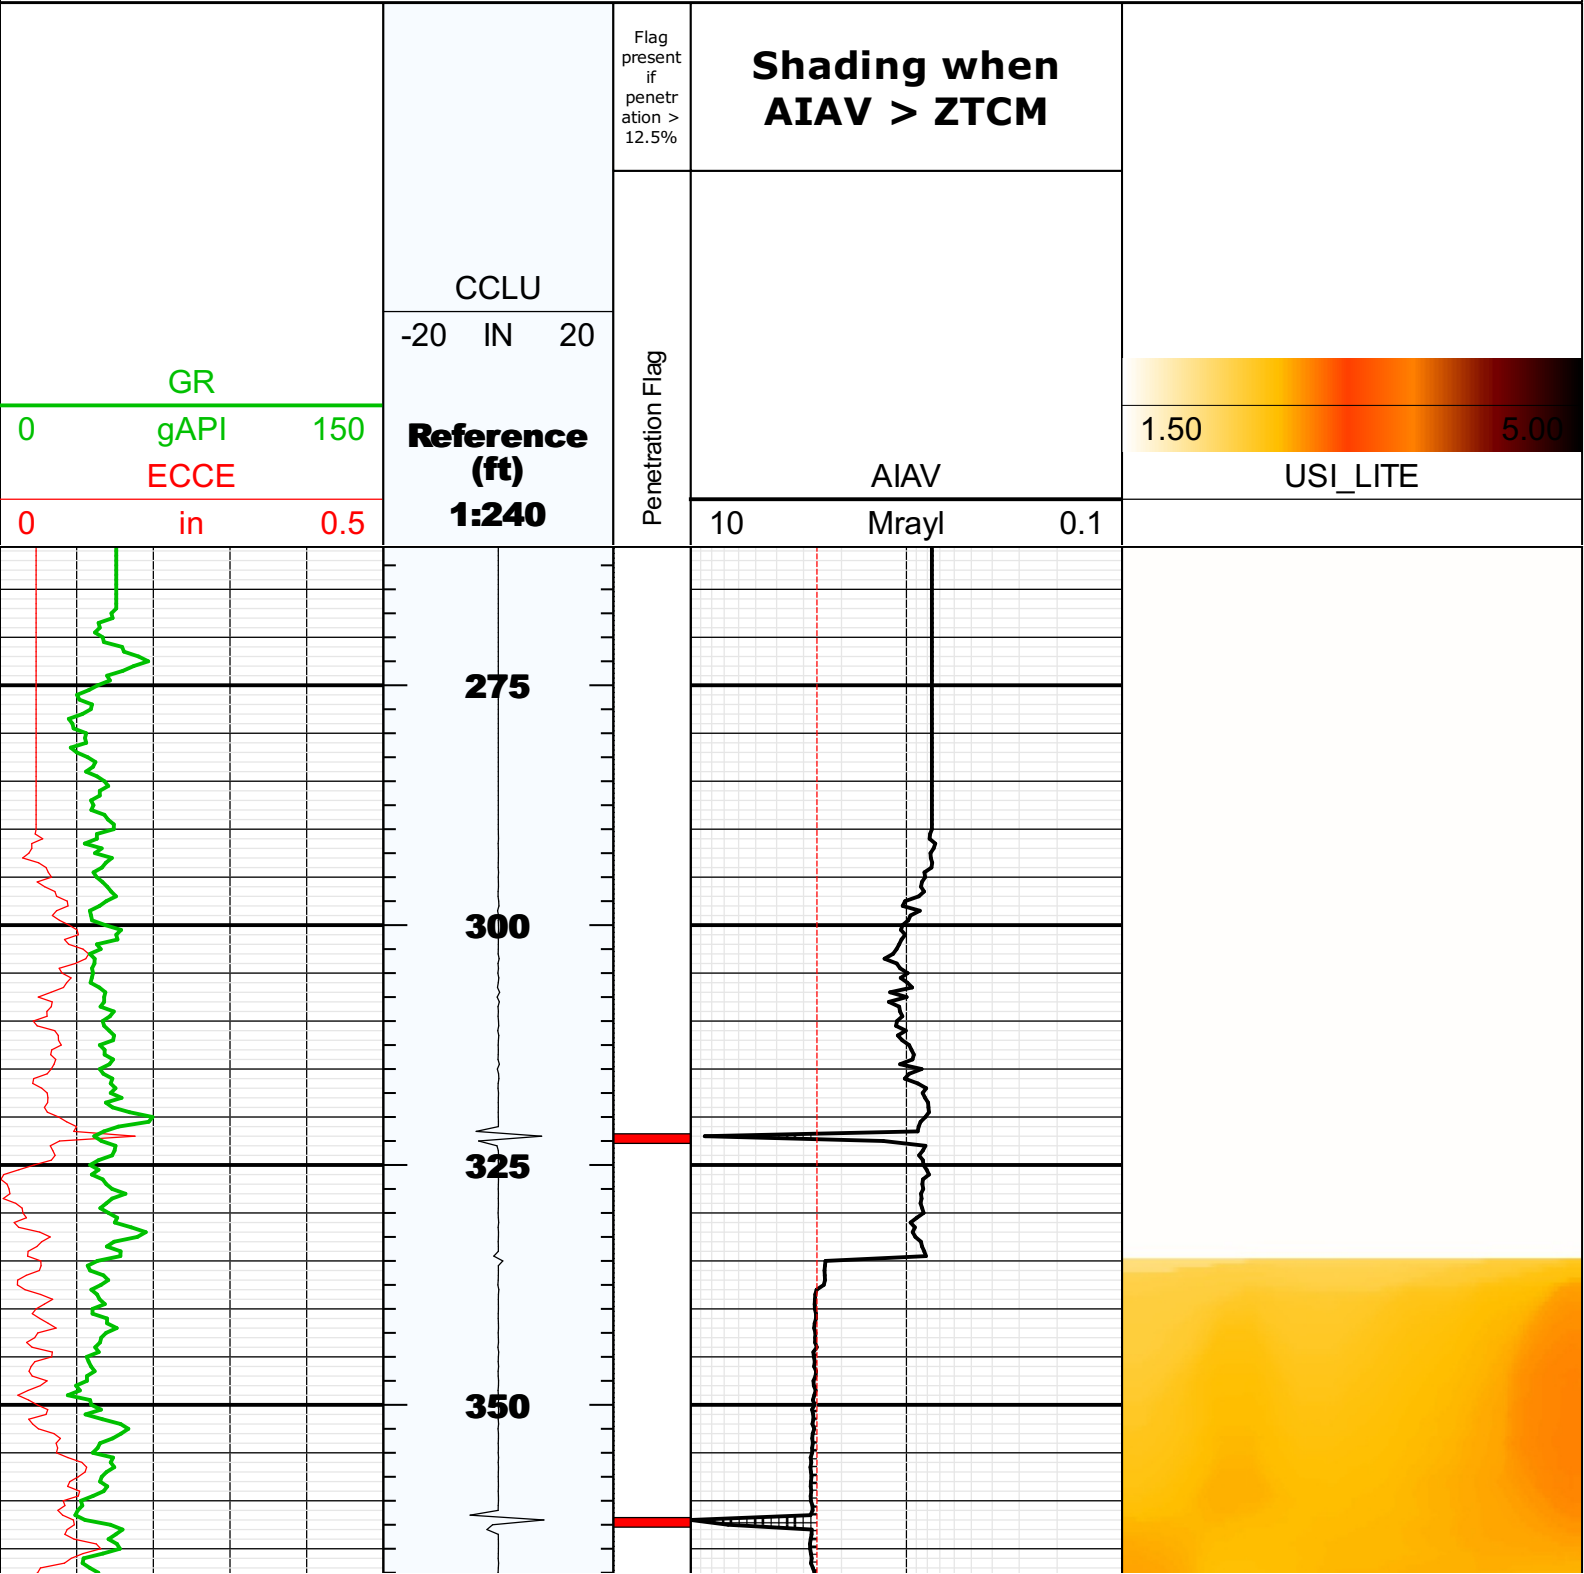 Flag
present
if
penetr
ation >
12.5%
Shading when
AIAV > ZTCM
CCLU
-20 IN 20
GR
0 gAPI 150
ECCE
0 in 0.5
Reference
(ft)
1:240
Penetration Flag
AIAV
10 Mrayl 0.1
1.50 5.00
USI_LITE
275
300
325
350